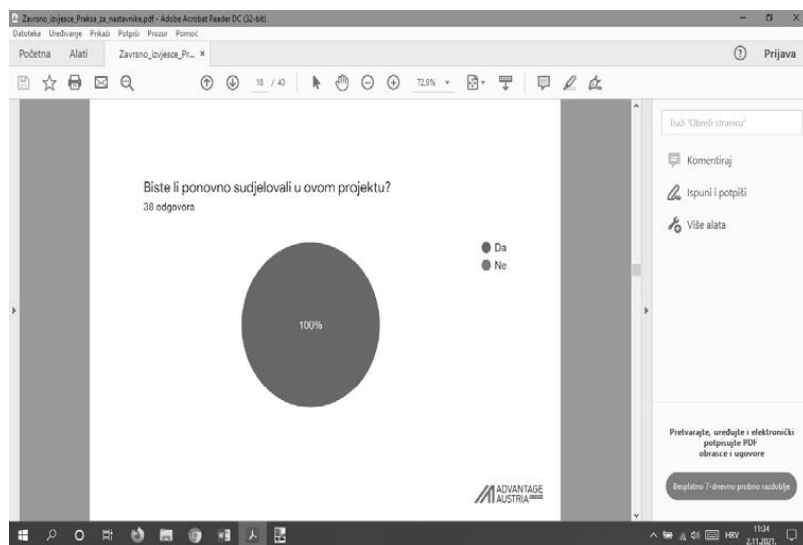 Zavrsno_izvjesce_Praksa_za_nastavnike.pdf - Adobe Acrobat Reader DC (32-bit)
Datoteka Uređivanje Prikaži Potpiši Prozor Pomoć
Početna Alati Zavrsno_izvjesce_Pr... × Prijava
18 / 43 72,8%
Traži 'Obreži stranicu'
Komentiraj
Ispuni i potpiši
Više alata
Biste li ponovno sudjelovali u ovom projektu?
38 odgovora
Da
Ne
100%
ADVANTAGE
AUSTRIA
Pretvarajte, uređujte i elektronički
potpisujte PDF
obrasce i ugovore
Besplatno 7-dnevno probno razdoblje
HRV
11:34
2.11.2021.